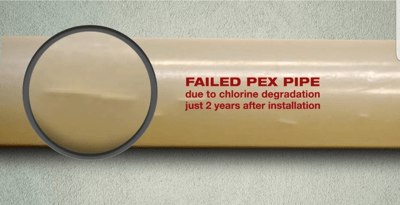 FAILED PEX PIPE
due to chlorine degradation
just 2 years after installation